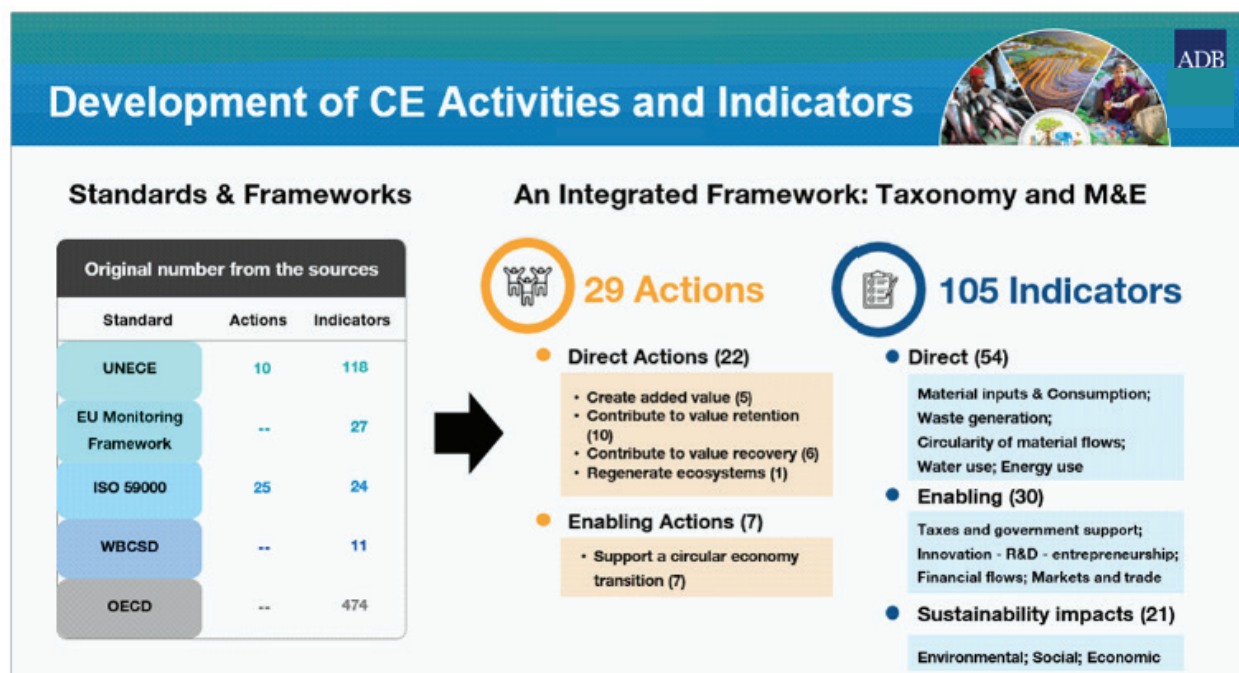 ADB
Development of CE Activities and Indicators
Standards & Frameworks
Original number from the sources
Standard Actions Indicators
UNECE 10 118
EU Monitoring
Framework -- 27
ISO 59000 25 24
WBCSD -- 11
OECD -- 474
An Integrated Framework: Taxonomy and M&E
29 Actions
Direct Actions (22)
• Create added value (5)
• Contribute to value retention
(10)
• Contribute to value recovery (6)
• Regenerate ecosystems (1)
Enabling Actions (7)
• Support a circular economy
transition (7)
105 Indicators
Direct (54)
Material inputs & Consumption;
Waste generation;
Circularity of material flows;
Water use; Energy use
Enabling (30)
Taxes and government support;
Innovation - R&D - entrepreneurship;
Financial flows; Markets and trade
Sustainability impacts (21)
Environmental; Social; Economic